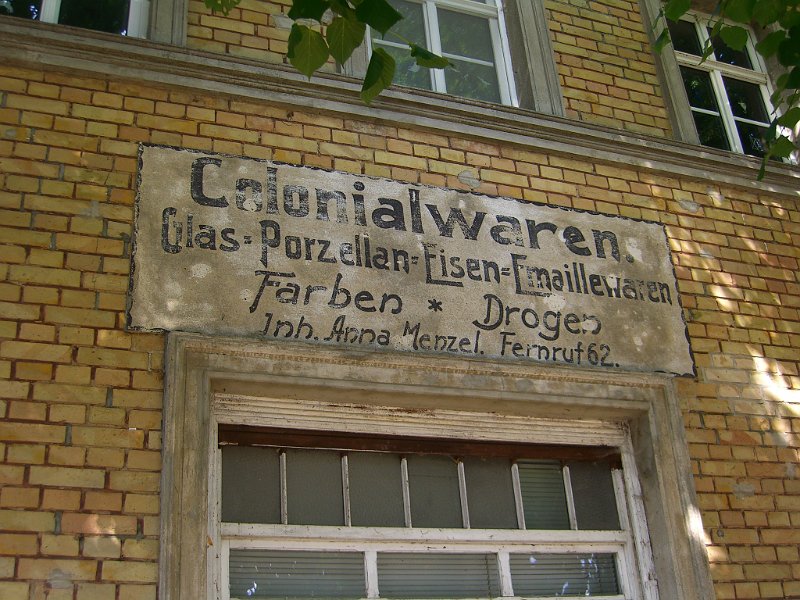 Colonialwaren.
Glas=Porzellan=Eisen=Emaillewaren
Farben * Drogen
Inh. Anna Menzel. Fernruf 62.